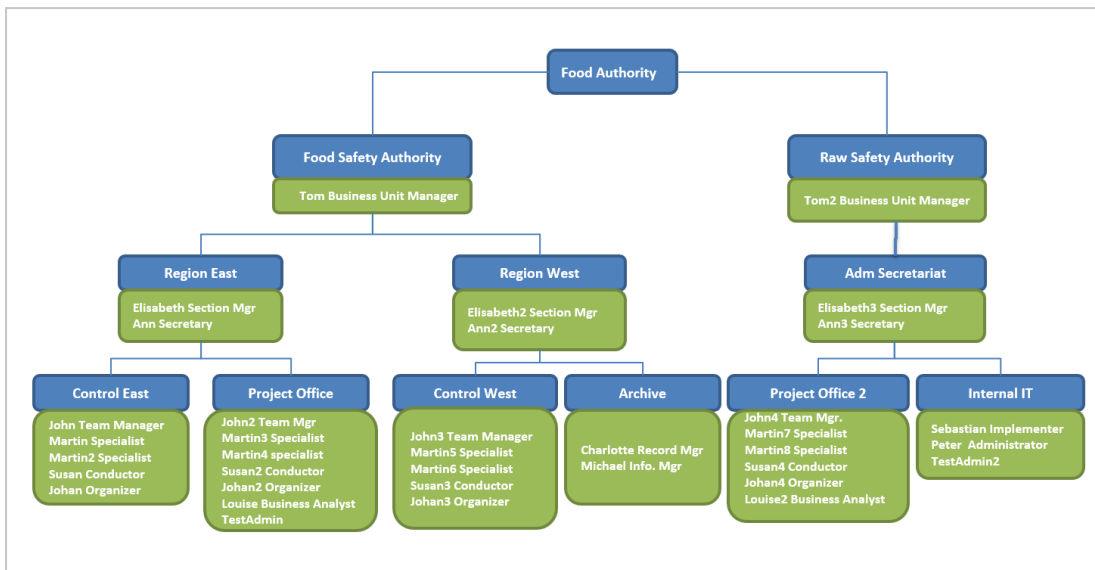 Food Authority
Food Safety Authority
Tom Business Unit Manager
Raw Safety Authority
Tom2 Business Unit Manager
Region East
Elisabeth Section Mgr
Ann Secretary
Region West
Elisabeth2 Section Mgr
Ann2 Secretary
Adm Secretariat
Elisabeth3 Section Mgr
Ann3 Secretary
Control East
John Team Manager
Martin Specialist
Martin2 Specialist
Susan Conductor
Johan Organizer
Project Office
John2 Team Mgr
Martin3 Specialist
Martin4 specialist
Susan2 Conductor
Johan2 Organizer
Louise Business Analyst
TestAdmin
Control West
John3 Team Manager
Martin5 Specialist
Martin6 Specialist
Susan3 Conductor
Johan3 Organizer
Archive
Charlotte Record Mgr
Michael Info. Mgr
Project Office 2
John4 Team Mgr.
Martin7 Specialist
Martin8 Specialist
Susan4 Conductor
Johan4 Organizer
Louise2 Business Analyst
Internal IT
Sebastian Implementer
Peter  Administrator
TestAdmin2